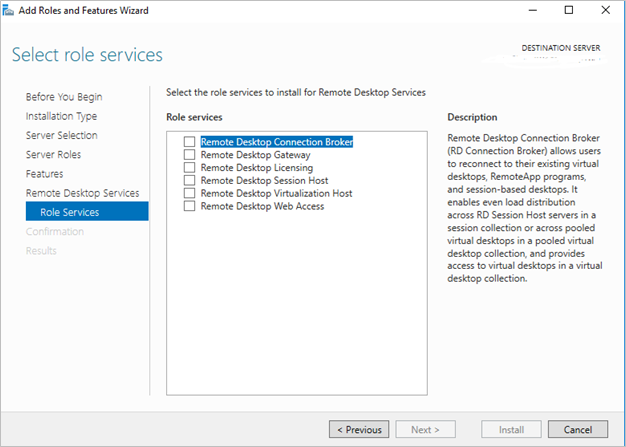 Add Roles and Features Wizard
Select role services
DESTINATION SERVER
Before You Begin
Installation Type
Server Selection
Server Roles
Features
Remote Desktop Services
Role Services
Confirmation
Results
Select the role services to install for Remote Desktop Services
Role services
Remote Desktop Connection Broker
Remote Desktop Gateway
Remote Desktop Licensing
Remote Desktop Session Host
Remote Desktop Virtualization Host
Remote Desktop Web Access
Description
Remote Desktop Connection Broker
(RD Connection Broker) allows users
to reconnect to their existing virtual
desktops, RemoteApp programs,
and session-based desktops. It
enables even load distribution
across RD Session Host servers in a
session collection or across pooled
virtual desktops in a pooled virtual
desktop collection, and provides
access to virtual desktops in a virtual
desktop collection.
< Previous
Next >
Install
Cancel